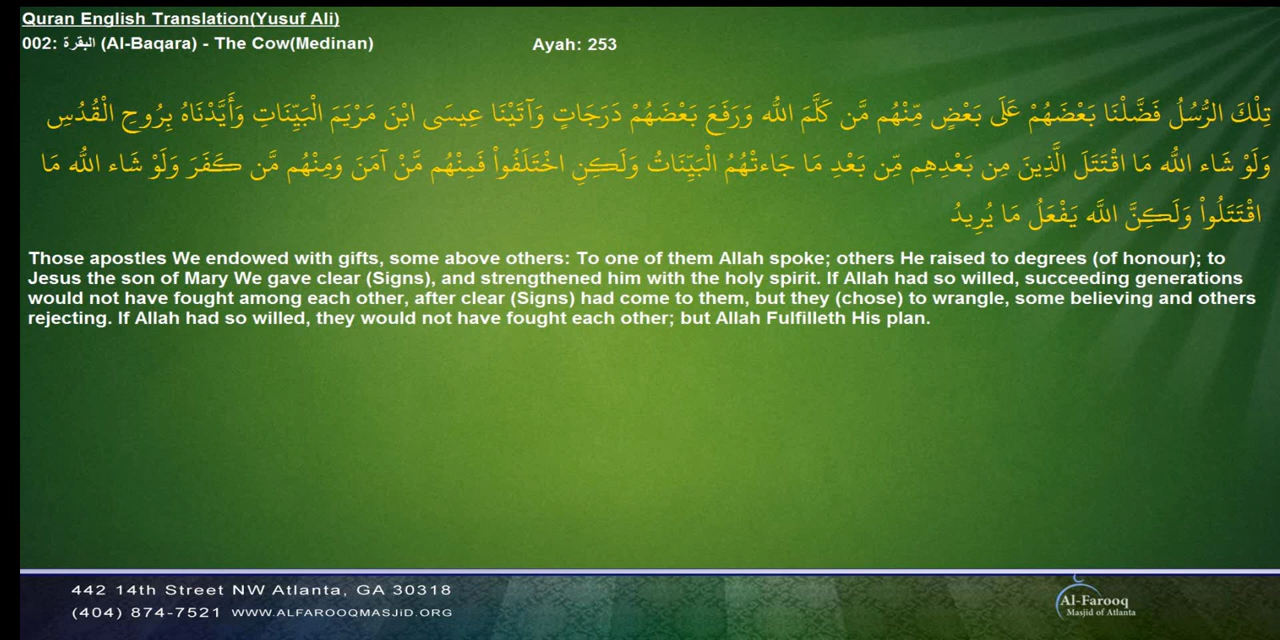 Quran English Translation(Yusuf Ali)
002: البقرة (Al-Baqara) - The Cow(Medinan) Ayah: 253
تِلْكَ الرُّسُلُ فَضَّلْنَا بَعْضَهُمْ عَلَى بَعْضٍ مِّنْهُم مَّن كَلَّمَ اللّه وَرَفَعَ بَعْضَهُمْ دَرَجَاتٍ وَآتَيْنَا عِيسَى ابْنَ مَرْيَمَ الْبَيِّنَاتِ وَأَيَّدْنَاهُ بِرُوحِ الْقُدُسِ
وَلَوْ شَاء اللّه مَا اقْتَتَلَ الَّذِينَ مِن بَعْدِهِم مِّن بَعْدِ مَا جَاءتْهُمُ الْبَيِّنَاتُ وَلَكِنِ اخْتَلَفُواْ فَمِنْهُم مَّنْ آمَنَ وَمِنْهُم مَّن كَفَرَ وَلَوْ شَاء اللّه مَا
اقْتَتَلُواْ وَلَكِنَّ اللَّه يَفْعَلُ مَا يُرِيدُ
Those apostles We endowed with gifts, some above others: To one of them Allah spoke; others He raised to degrees (of honour); to
Jesus the son of Mary We gave clear (Signs), and strengthened him with the holy spirit. If Allah had so willed, succeeding generations
would not have fought among each other, after clear (Signs) had come to them, but they (chose) to wrangle, some believing and others
rejecting. If Allah had so willed, they would not have fought each other; but Allah Fulfilleth His plan.
442 14th Street NW Atlanta, GA 30318
(404) 874-7521 WWW.ALFAROOQMASJiD.ORG
Al-Farooq
Masjid of Atlanta